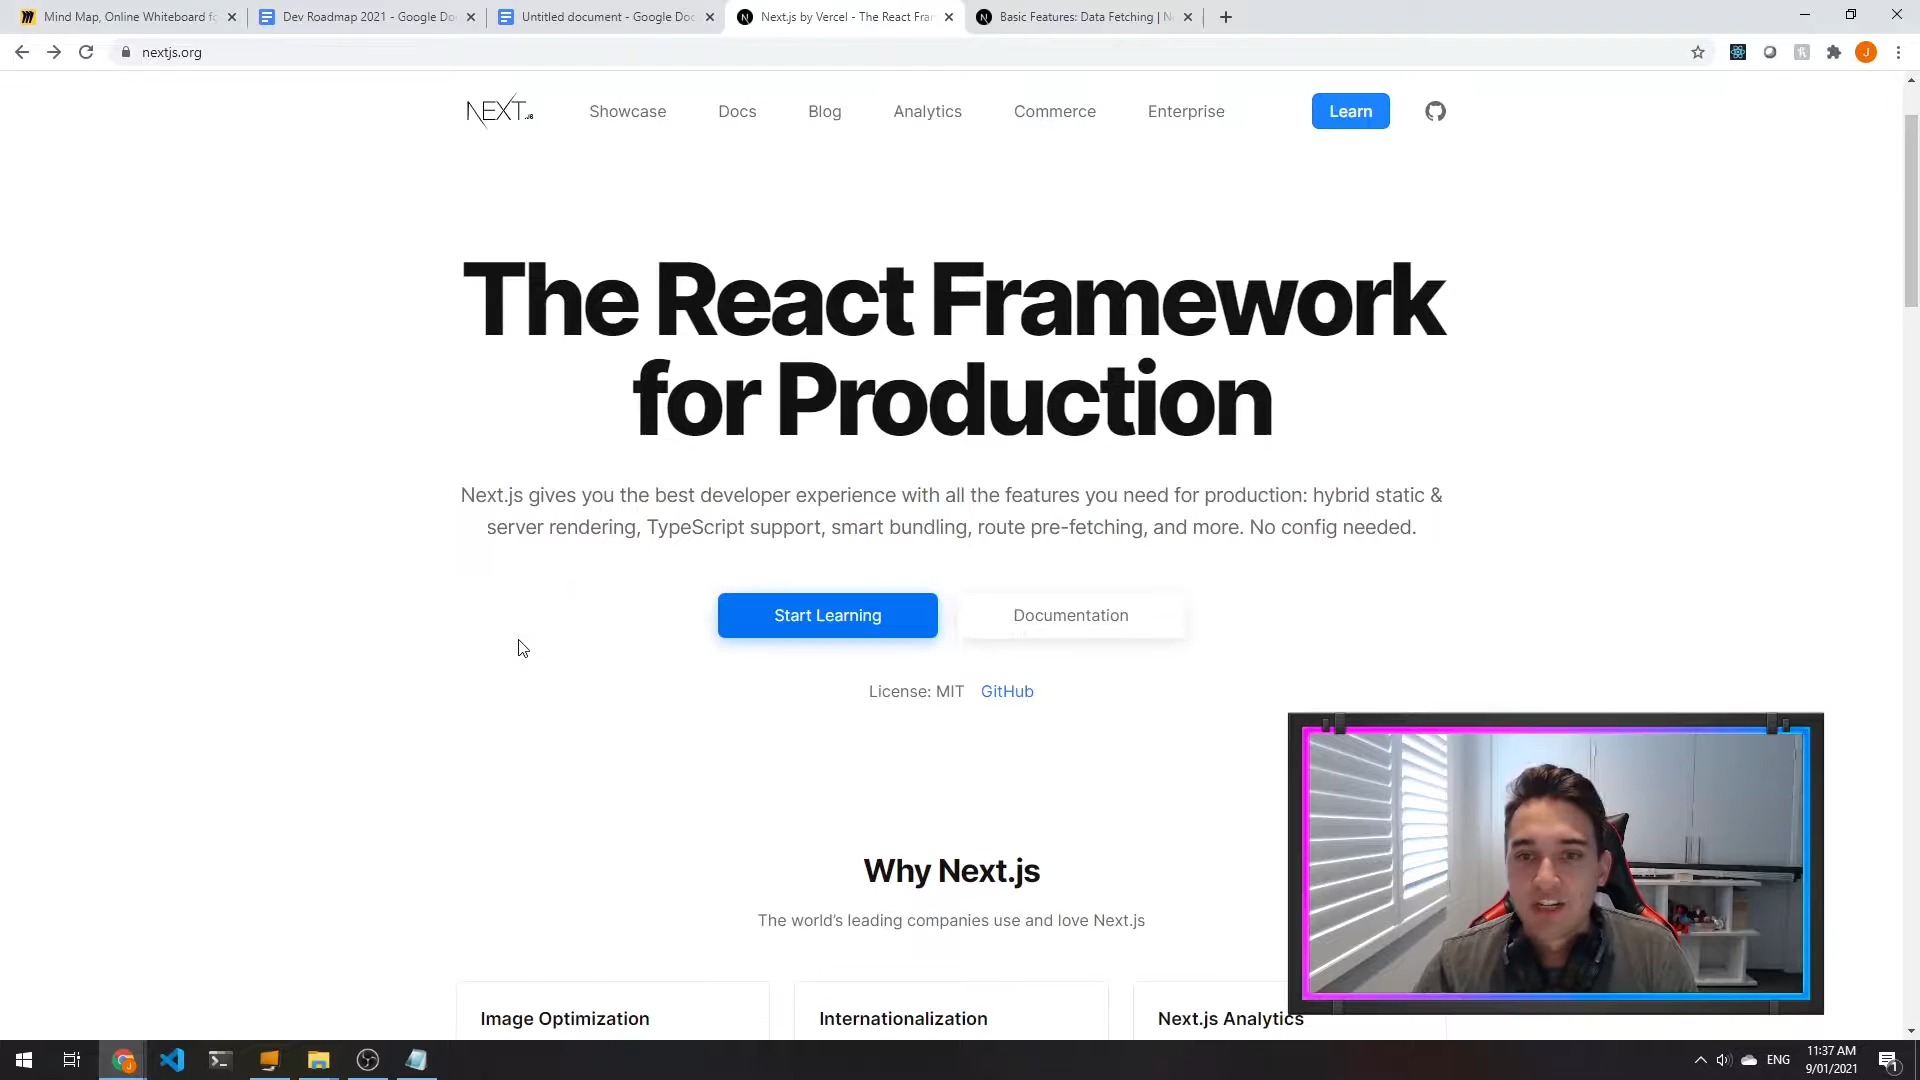 Mind Map, Online Whiteboard fo
Dev Roadmap 2021 - Google Do
Untitled document - Google Doc
Next.js by Vercel - The React Fra
Basic Features: Data Fetching | N
nextjs.org
J
NEXT.JS
Showcase
Docs
Blog
Analytics
Commerce
Enterprise
Learn
The React Framework
for Production
Next.js gives you the best developer experience with all the features you need for production: hybrid static &
server rendering, TypeScript support, smart bundling, route pre-fetching, and more. No config needed.
Start Learning
Documentation
License: MIT GitHub
Why Next.js
The world's leading companies use and love Next.js
Image Optimization
Internationalization
Next.js Analytics
ENG
11:37 AM
9/01/2021
1